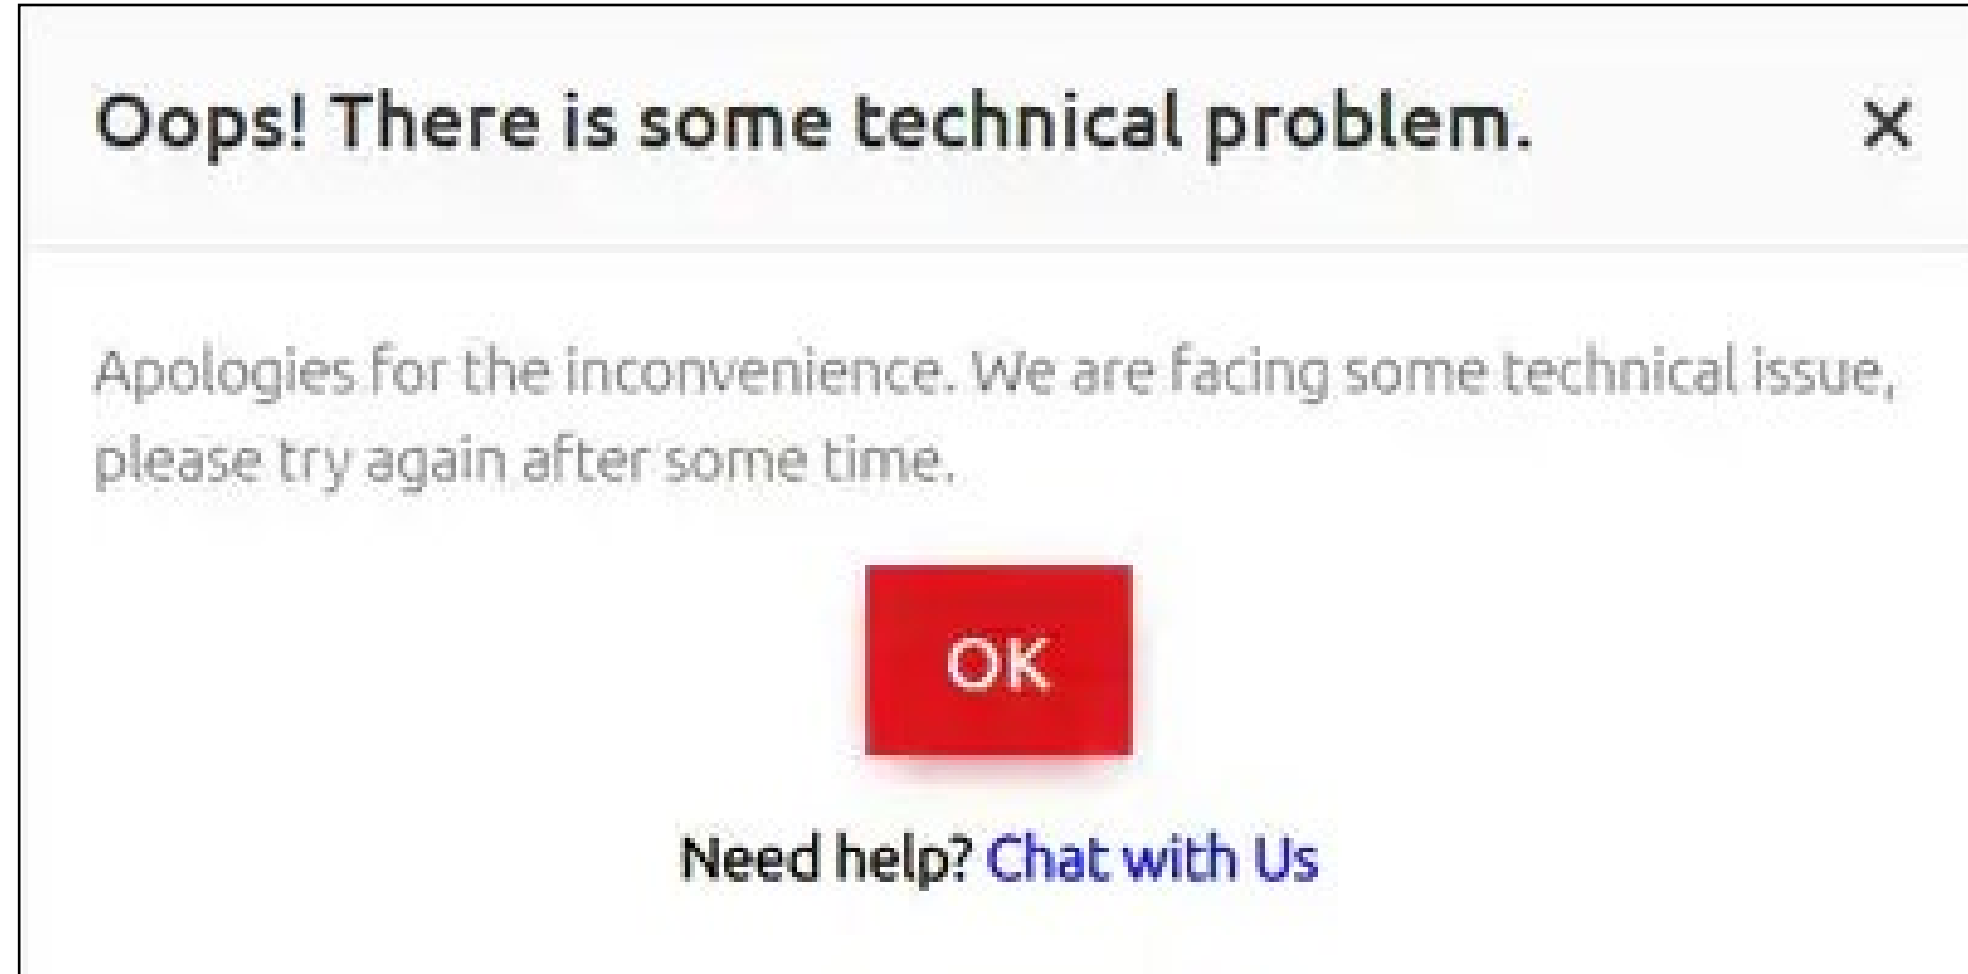 Oops! There is some technical problem.
Apologies for the inconvenience. We are facing some technical issue,
please try again after some time.
OK
Need help? Chat with Us